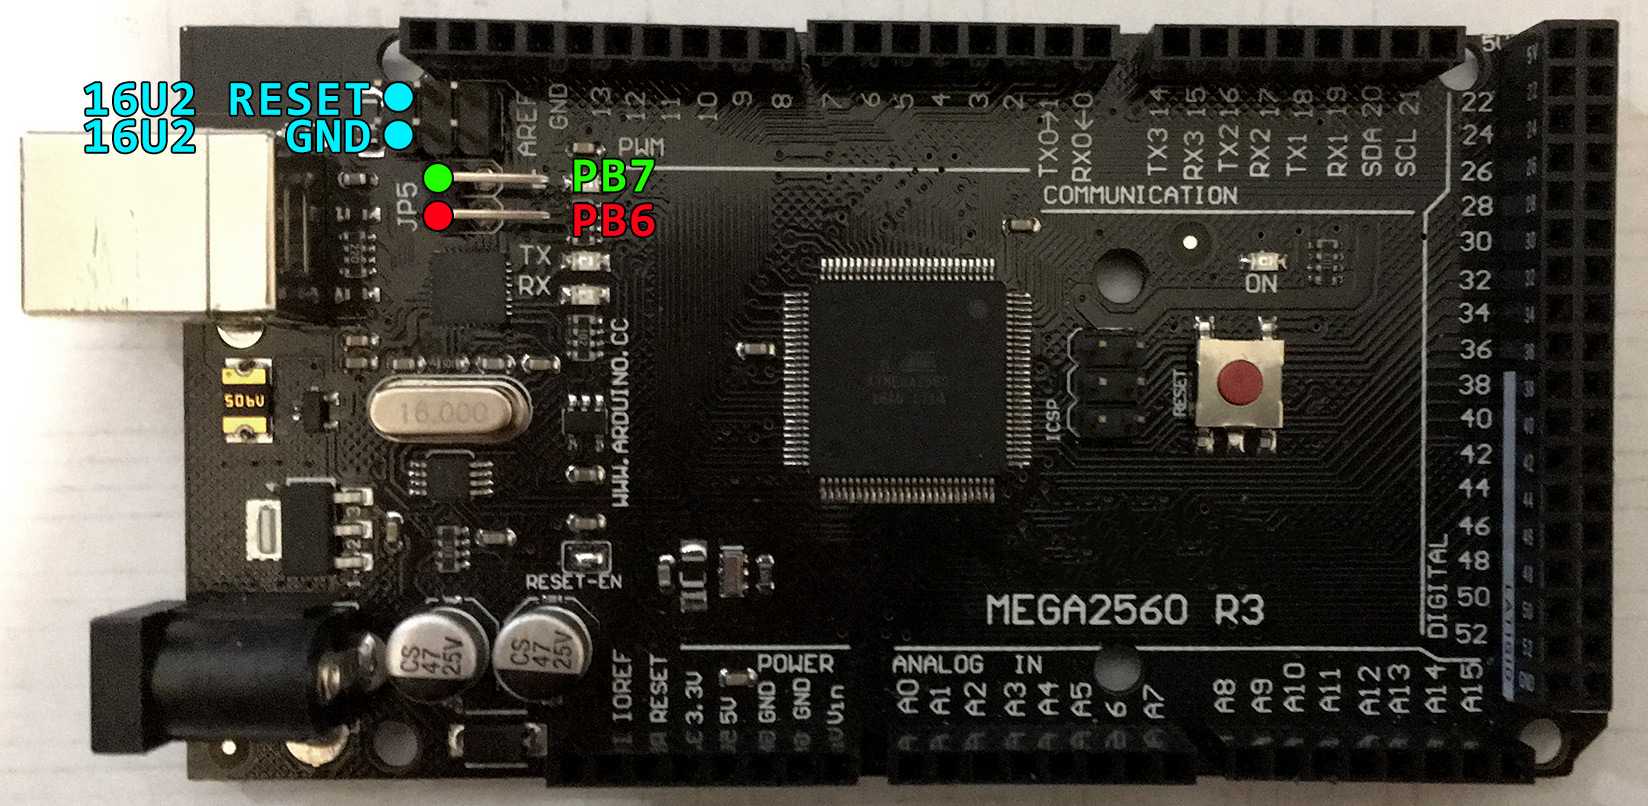 16U2 RESET
16U2 GND
AREF
GND
13
12
11
10
9
8
7
6
5
4
3
2
TX0→1
RX0←0
TX3 14
RX3 15
TX2 16
RX2 17
TX1 18
RX1 19
SDA 20
SCL 21
PWM
COMMUNICATION
JP5
PB7
PB6
TX
RX
ON
22
24
26
28
30
32
34
36
38
40
42
44
46
48
50
52
DIGITAL
16.000
WWW.ARDUINO.CC
ICSP
RESET
RESET-EN
CS
47
25V
CS
47
25V
MEGA2560 R3
POWER
ANALOG IN
IOREF
RESET
3.3V
5V
GND
GND
Vin
A0
A1
A2
A3
A4
A5
6
A7
A8
A9
A10
A11
A12
A13
A14
A15